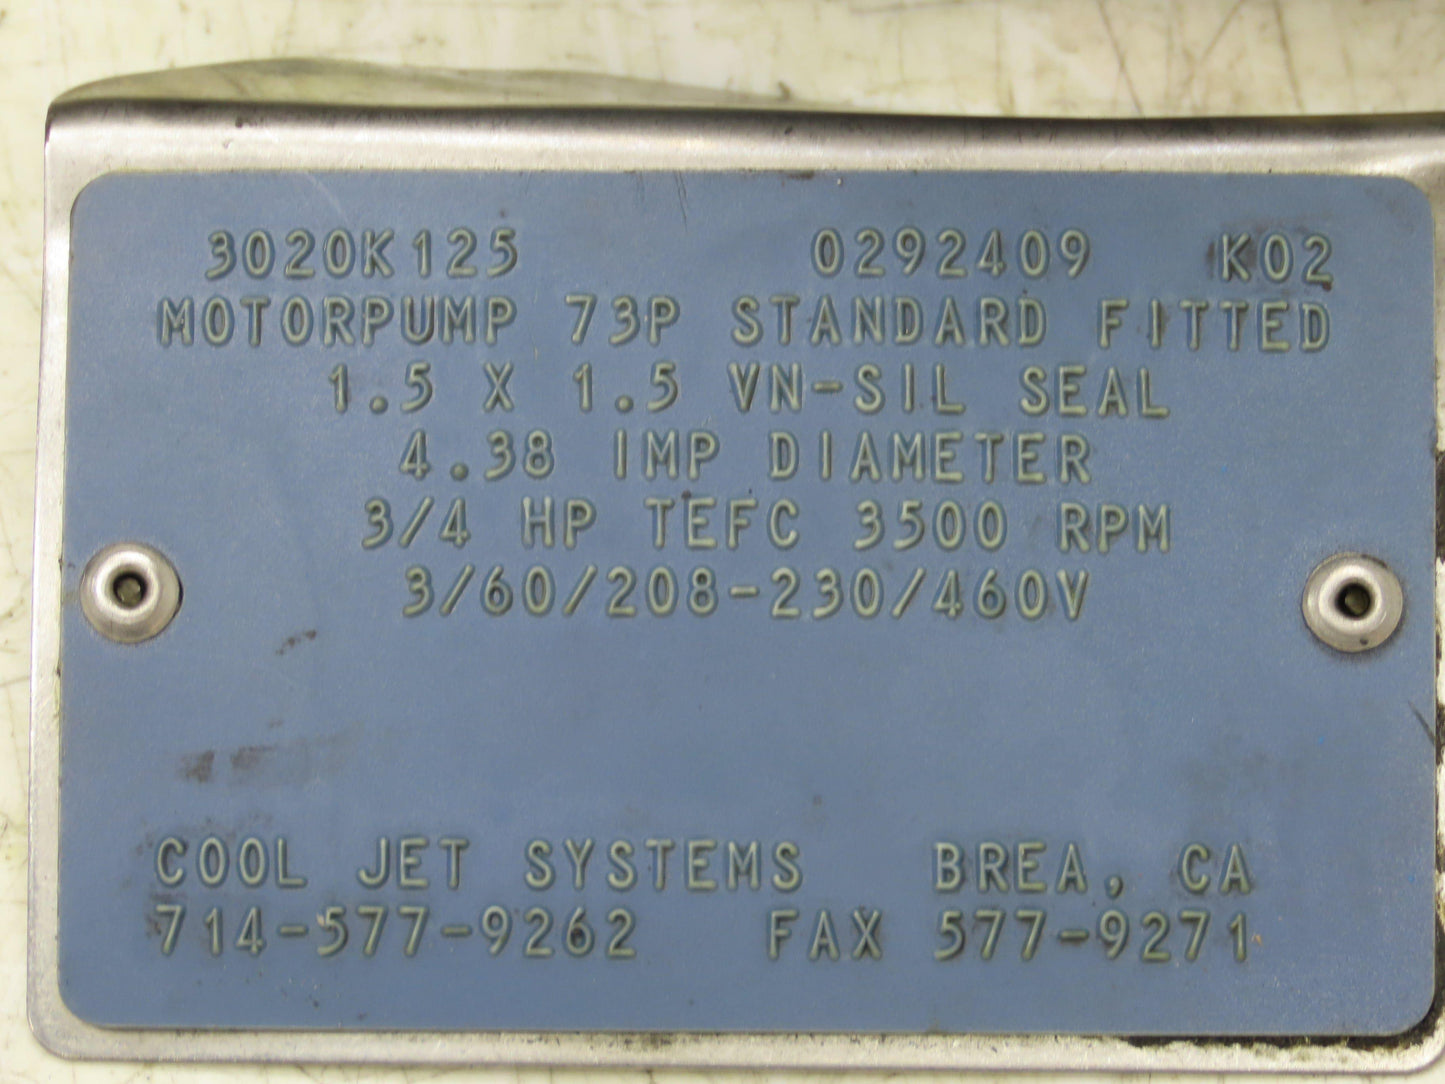 3020K125 0292409 K02
MOTORPUMP 73P STANDARD FITTED
1.5 X 1.5 VN-SIL SEAL
4.38 IMP DIAMETER
3/4 HP TEFC 3500 RPM
3/60/208-230/460V
COOL JET SYSTEMS BREA, CA
714-577-9262 FAX 577-9271